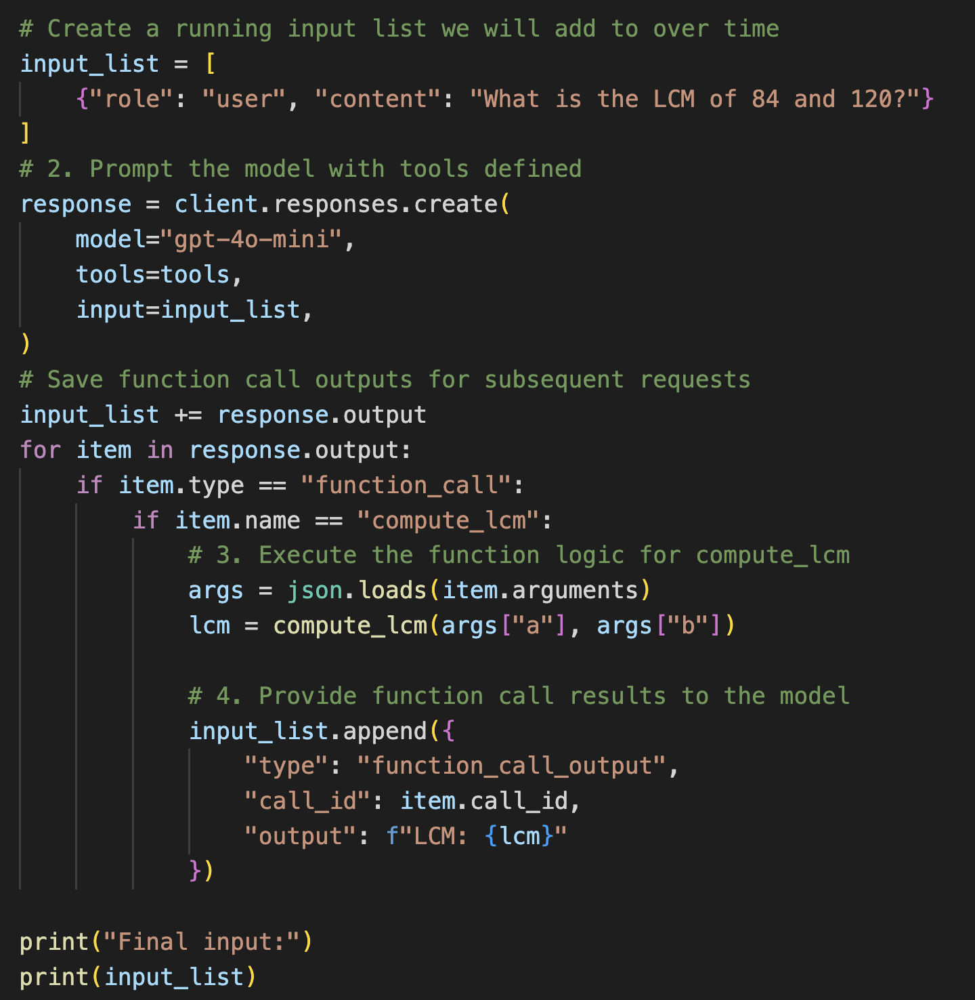 # Create a running input list we will add to over time
input_list = [
    {"role": "user", "content": "What is the LCM of 84 and 120?"}
]
# 2. Prompt the model with tools defined
response = client.responses.create(
    model="gpt-4o-mini",
    tools=tools,
    input=input_list,
)
# Save function call outputs for subsequent requests
input_list += response.output
for item in response.output:
    if item.type == "function_call":
        if item.name == "compute_lcm":
            # 3. Execute the function logic for compute_lcm
            args = json.loads(item.arguments)
            lcm = compute_lcm(args["a"], args["b"])

            # 4. Provide function call results to the model
            input_list.append({
                "type": "function_call_output",
                "call_id": item.call_id,
                "output": f"LCM: {lcm}"
            })

print("Final input:")
print(input_list)